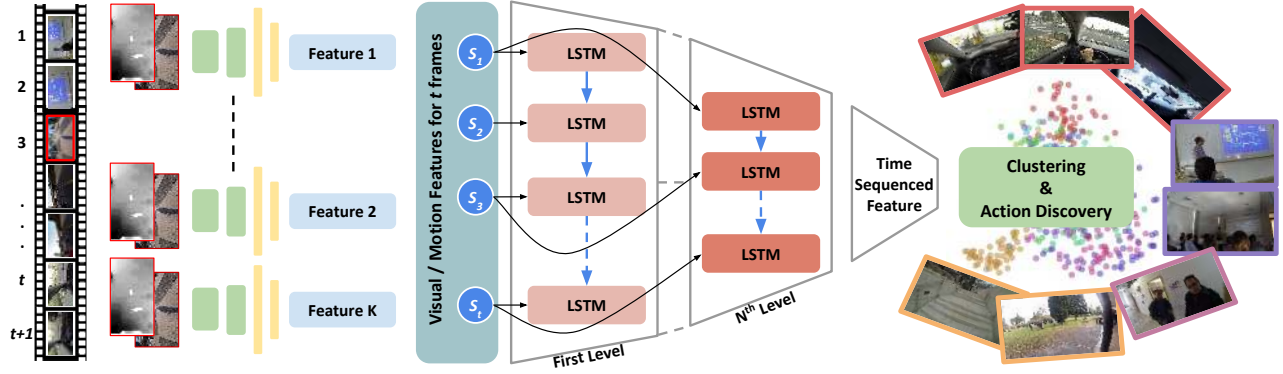 1
2
3
.
.
.
t
t+1
Feature 1
Feature 2
Feature K
Visual / Motion Features for t frames
S1
S2
S3
St
LSTM
LSTM
LSTM
LSTM
First Level
LSTM
LSTM
LSTM
Nth Level
Time
Sequenced
Feature
Clustering
&
Action Discovery